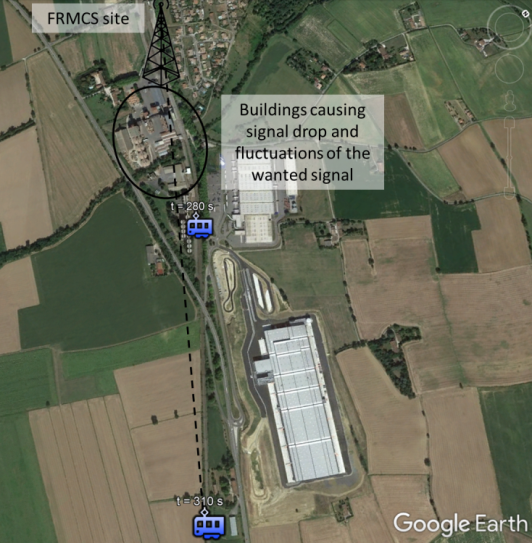 FRMCS site
Buildings causing
signal drop and
fluctuations of the
wanted signal
t = 280 s
t = 310 s
Google Earth